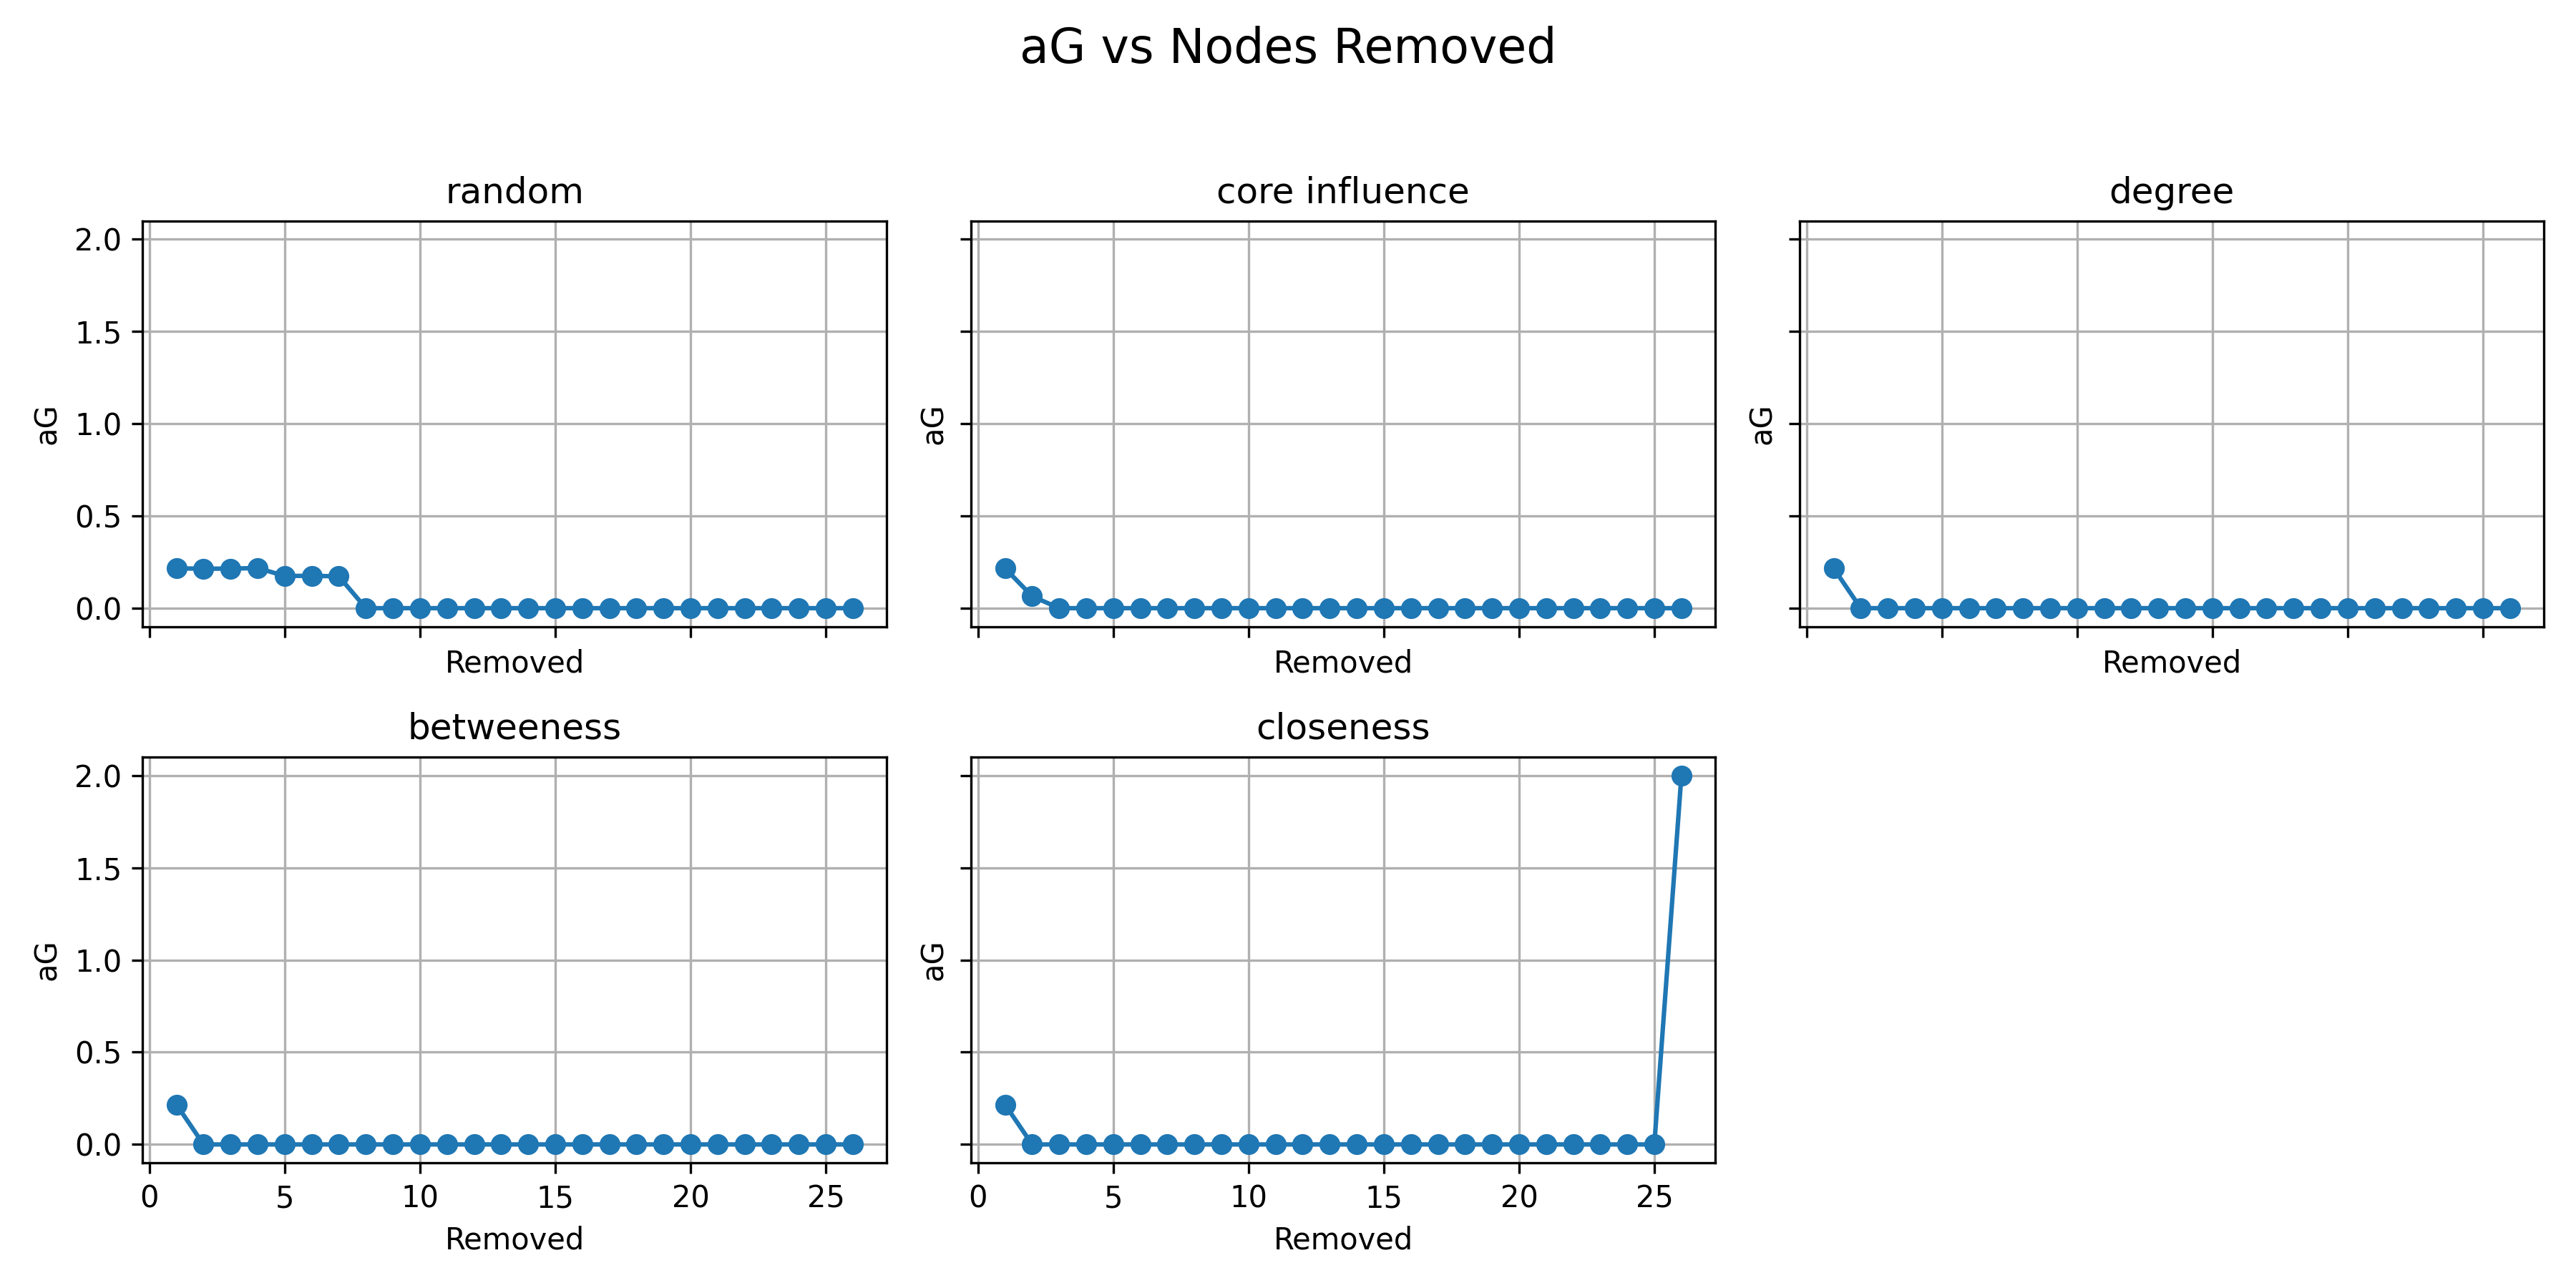 aG vs Nodes Removed
random
core influence
degree
2.0
1.5
1.0
0.5
0.0
aG
aG
aG
Removed
Removed
Removed
betweeness
closeness
2.0
1.5
1.0
0.5
0.0
aG
aG
0 5 10 15 20 25
0 5 10 15 20 25
Removed
Removed